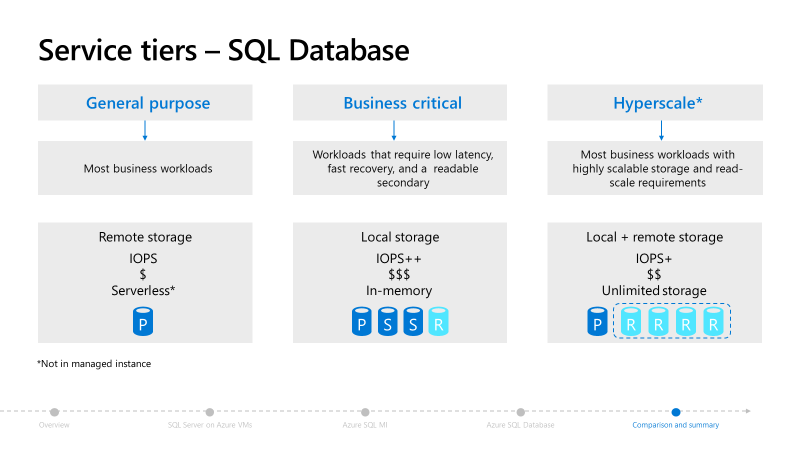 Service tiers – SQL Database
General purpose
Most business workloads
Remote storage
IOPS
$
Serverless*
P
Business critical
Workloads that require low latency,
fast recovery, and a readable
secondary
Local storage
IOPS++
$$$
In-memory
P S S R
Hyperscale*
Most business workloads with
highly scalable storage and read-
scale requirements
Local + remote storage
IOPS+
$$
Unlimited storage
P R R R R
*Not in managed instance
Overview
SQL Server on Azure VMs
Azure SQL MI
Azure SQL Database
Comparison and summary